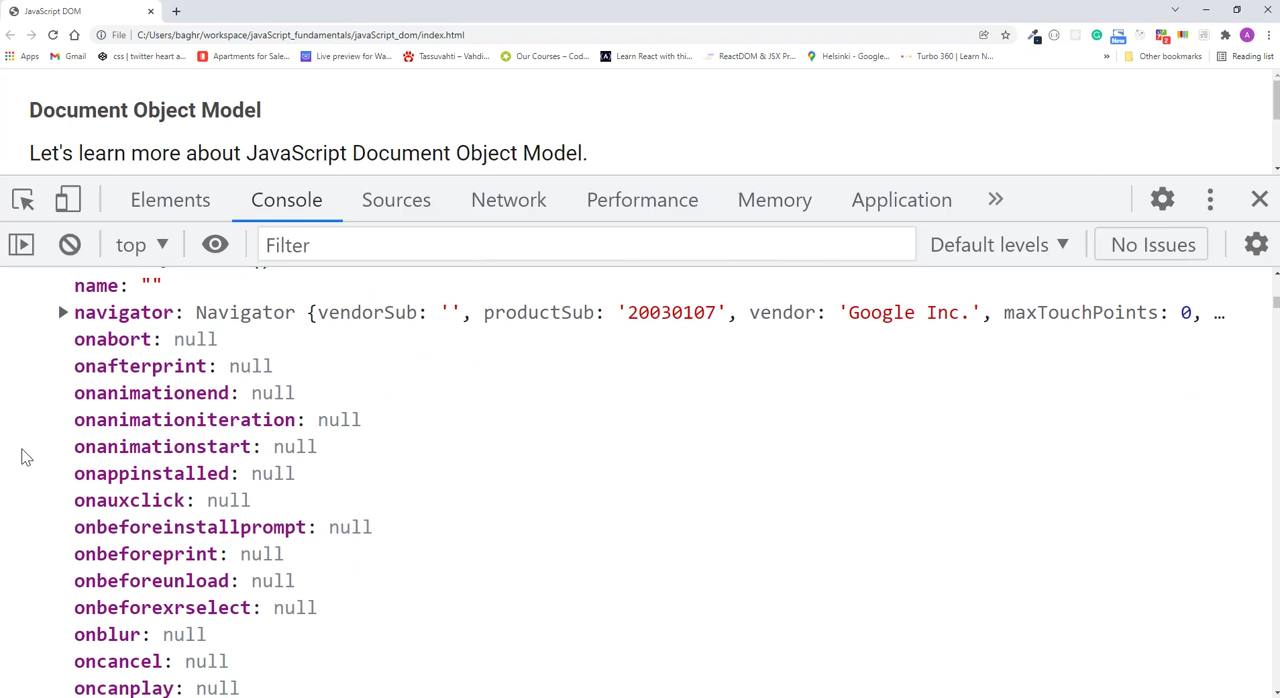 JavaScript DOM
File C:/Users/baghr/workspace/javaScript_fundamentals/javaScript_dom/index.html
Apps Gmail css | twitter heart a... Apartments for Sale... Live preview for Wa... Tassuvahti – Vandi... Our Courses – Cod... Learn React with thi... ReactDOM & JSX Pr... Helsinki - Google... Turbo 360 | Learn N... » Other bookmarks Reading list
Document Object Model
Let's learn more about JavaScript Document Object Model.
Elements Console Sources Network Performance Memory Application »
top Filter Default levels No Issues
name: ""
navigator: Navigator {vendorSub: '', productSub: '20030107', vendor: 'Google Inc.', maxTouchPoints: 0, …
onabort: null
onafterprint: null
onanimationend: null
onanimationiteration: null
onanimationstart: null
onappinstalled: null
onauxclick: null
onbeforeinstallprompt: null
onbeforeprint: null
onbeforeunload: null
onbeforexrselect: null
onblur: null
oncancel: null
oncanplay: null